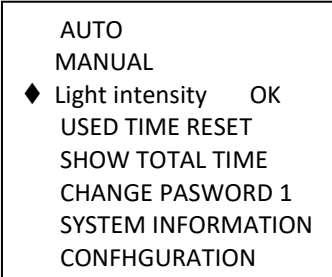 AUTO
MANUAL
Light intensity OK
USED TIME RESET
SHOW TOTAL TIME
CHANGE PASWORD 1
SYSTEM INFORMATION
CONFHGURATION